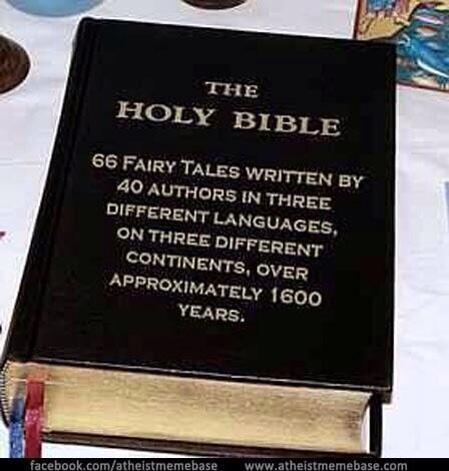 THE
HOLY BIBLE
66 FAIRY TALES WRITTEN BY
40 AUTHORS IN THREE
DIFFERENT LANGUAGES,
ON THREE DIFFERENT
CONTINENTS, OVER
APPROXIMATELY 1600
YEARS.
facebook.com/atheistmemebase www.atheistmemebase.com